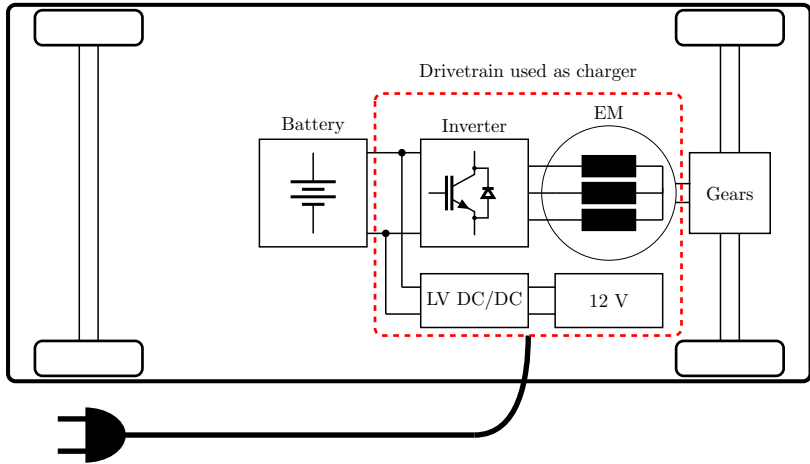 Drivetrain used as charger
EM
Battery
Inverter
Gears
LV DC/DC
12 V